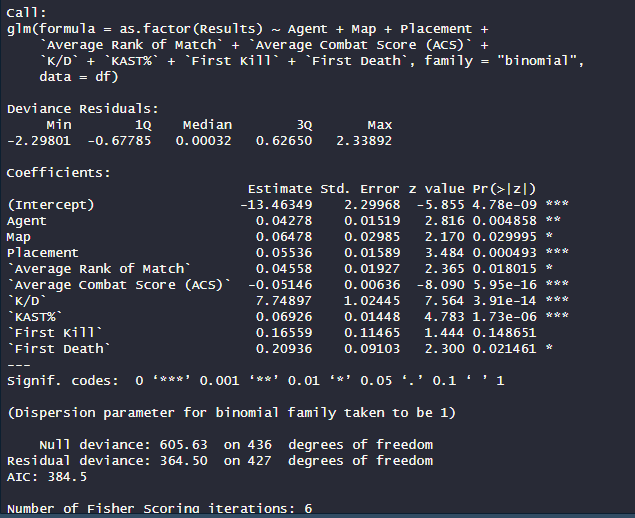 Call:
glm(formula = as.factor(Results) ~ Agent + Map + Placement +
    `Average Rank of Match` + `Average Combat Score (ACS)` +
    `K/D` + `KAST%` + `First Kill` + `First Death`, family = "binomial",
    data = df)

Deviance Residuals:
     Min       1Q   Median       3Q      Max
-2.29801 -0.67785  0.00032  0.62650  2.33892

Coefficients:
                              Estimate Std. Error z value Pr(>|z|)
(Intercept)                  -13.46349    2.29968  -5.855 4.78e-09 ***
Agent                          0.04278    0.01519   2.816 0.004858 **
Map                            0.06478    0.02985   2.170 0.029995 *
Placement                      0.05536    0.01589   3.484 0.000493 ***
`Average Rank of Match`        0.04558    0.01927   2.365 0.018015 *
`Average Combat Score (ACS)`  -0.05146    0.00636  -8.090 5.95e-16 ***
`K/D`                          7.74897    1.02445   7.564 3.91e-14 ***
`KAST%`                        0.06926    0.01448   4.783 1.73e-06 ***
`First Kill`                   0.16559    0.11465   1.444 0.148651
`First Death`                  0.20936    0.09103   2.300 0.021461 *
---
Signif. codes:  0 ‘***’ 0.001 ‘**’ 0.01 ‘*’ 0.05 ‘.’ 0.1 ‘ ’ 1

(Dispersion parameter for binomial family taken to be 1)

    Null deviance: 605.63  on 436  degrees of freedom
Residual deviance: 364.50  on 427  degrees of freedom
AIC: 384.5

Number of Fisher Scoring iterations: 6